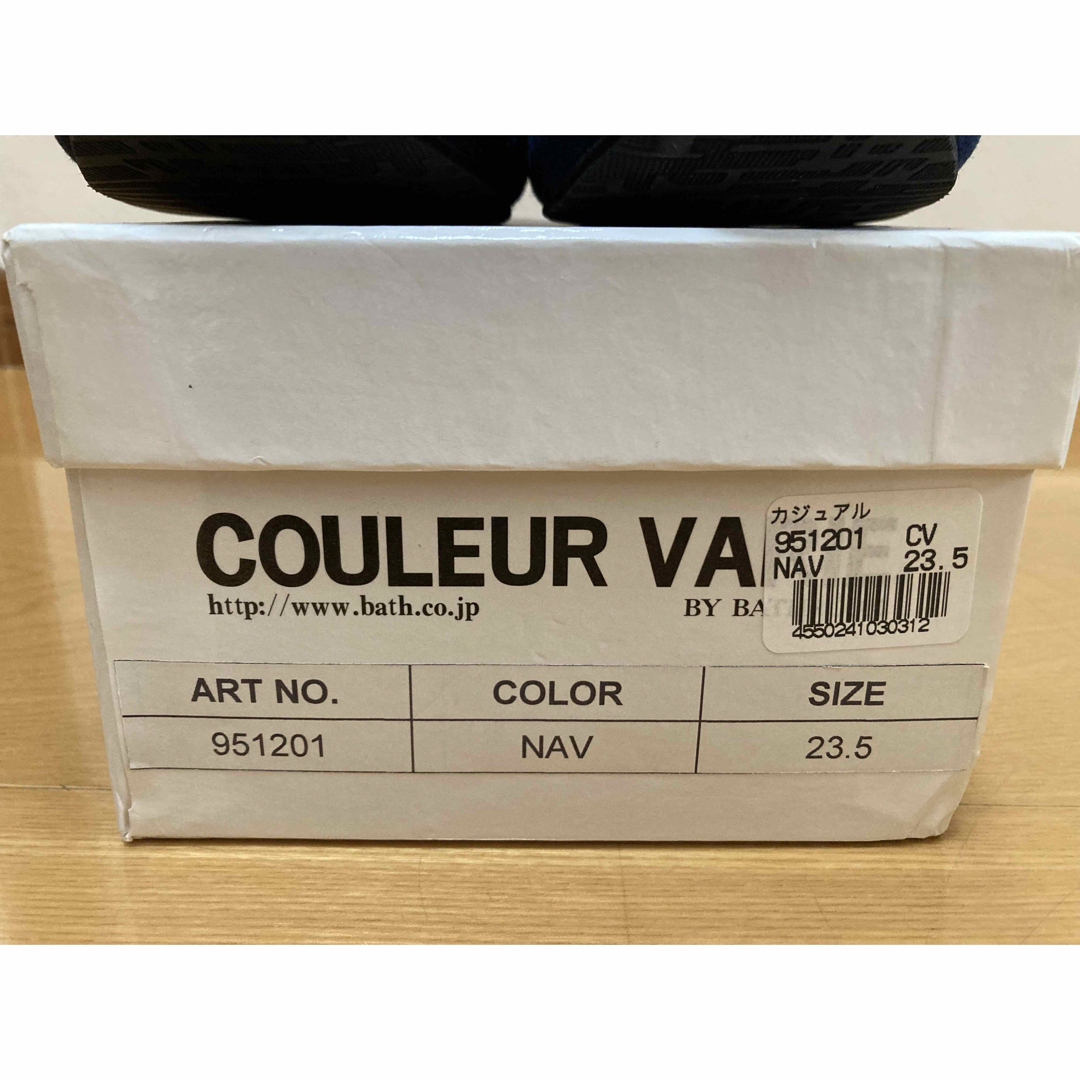 COULEUR VA
http://www.bath.co.jp
BY BA
カジュアル
951201 CV
NAV 23.5
4550241030312
ART NO. COLOR SIZE
951201 NAV 23.5